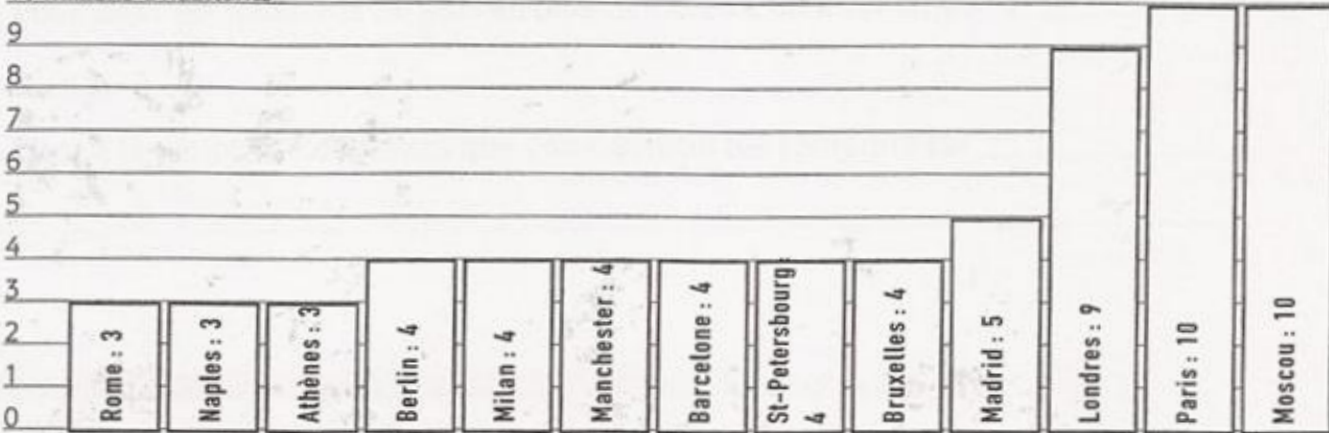 9
8
7
6
5
4
3
2
1
0
Rome : 3
Naples : 3
Athènes : 3
Berlin : 4
Milan : 4
Manchester : 4
Barcelone : 4
St-Petersbourg :
4
Bruxelles : 4
Madrid : 5
Londres : 9
Paris : 10
Moscou : 10